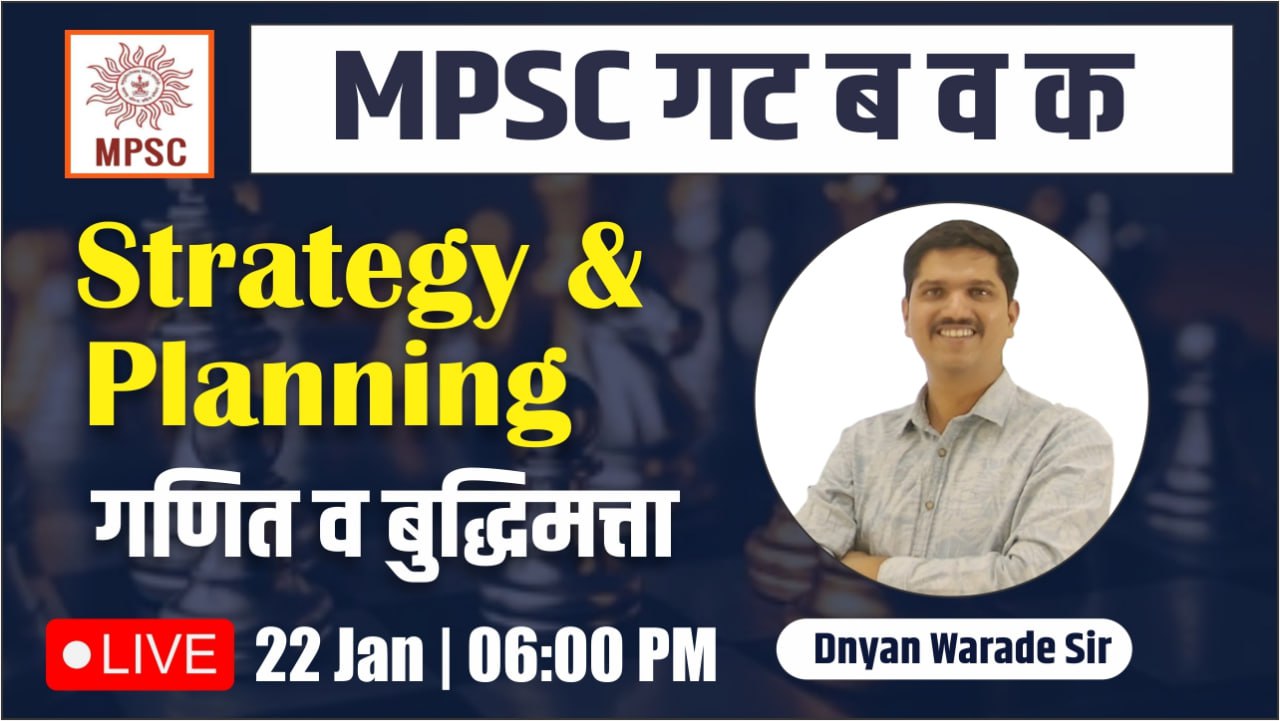 MPSC
MPSC गट ब व क
Strategy &
Planning
गणित व बुद्धिमत्ता
LIVE
22 Jan | 06:00 PM
Dnyan Warade Sir